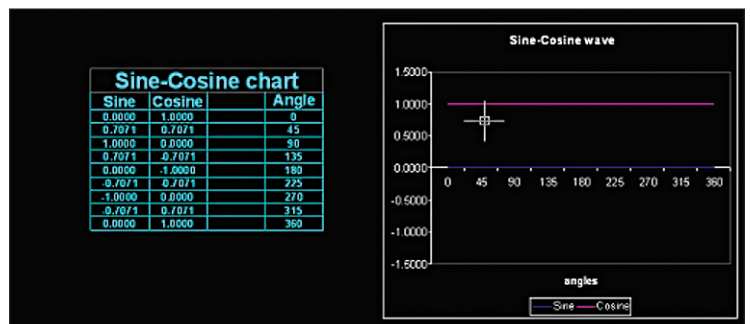 Sine-Cosine chart
Sine Cosine Angle
0.0000 1.0000 0
0.7071 0.7071 45
1.0000 0.0000 90
0.7071 -0.7071 135
0.0000 -1.0000 180
-0.7071 -0.7071 225
-1.0000 0.0000 270
-0.7071 0.7071 315
0.0000 1.0000 360
Sine-Cosine wave
1.5000
1.0000
0.5000
0.0000
0 45 90 135 180 225 270 315 360
-0.5000
-1.0000
-1.5000
angles
Sine Cosine